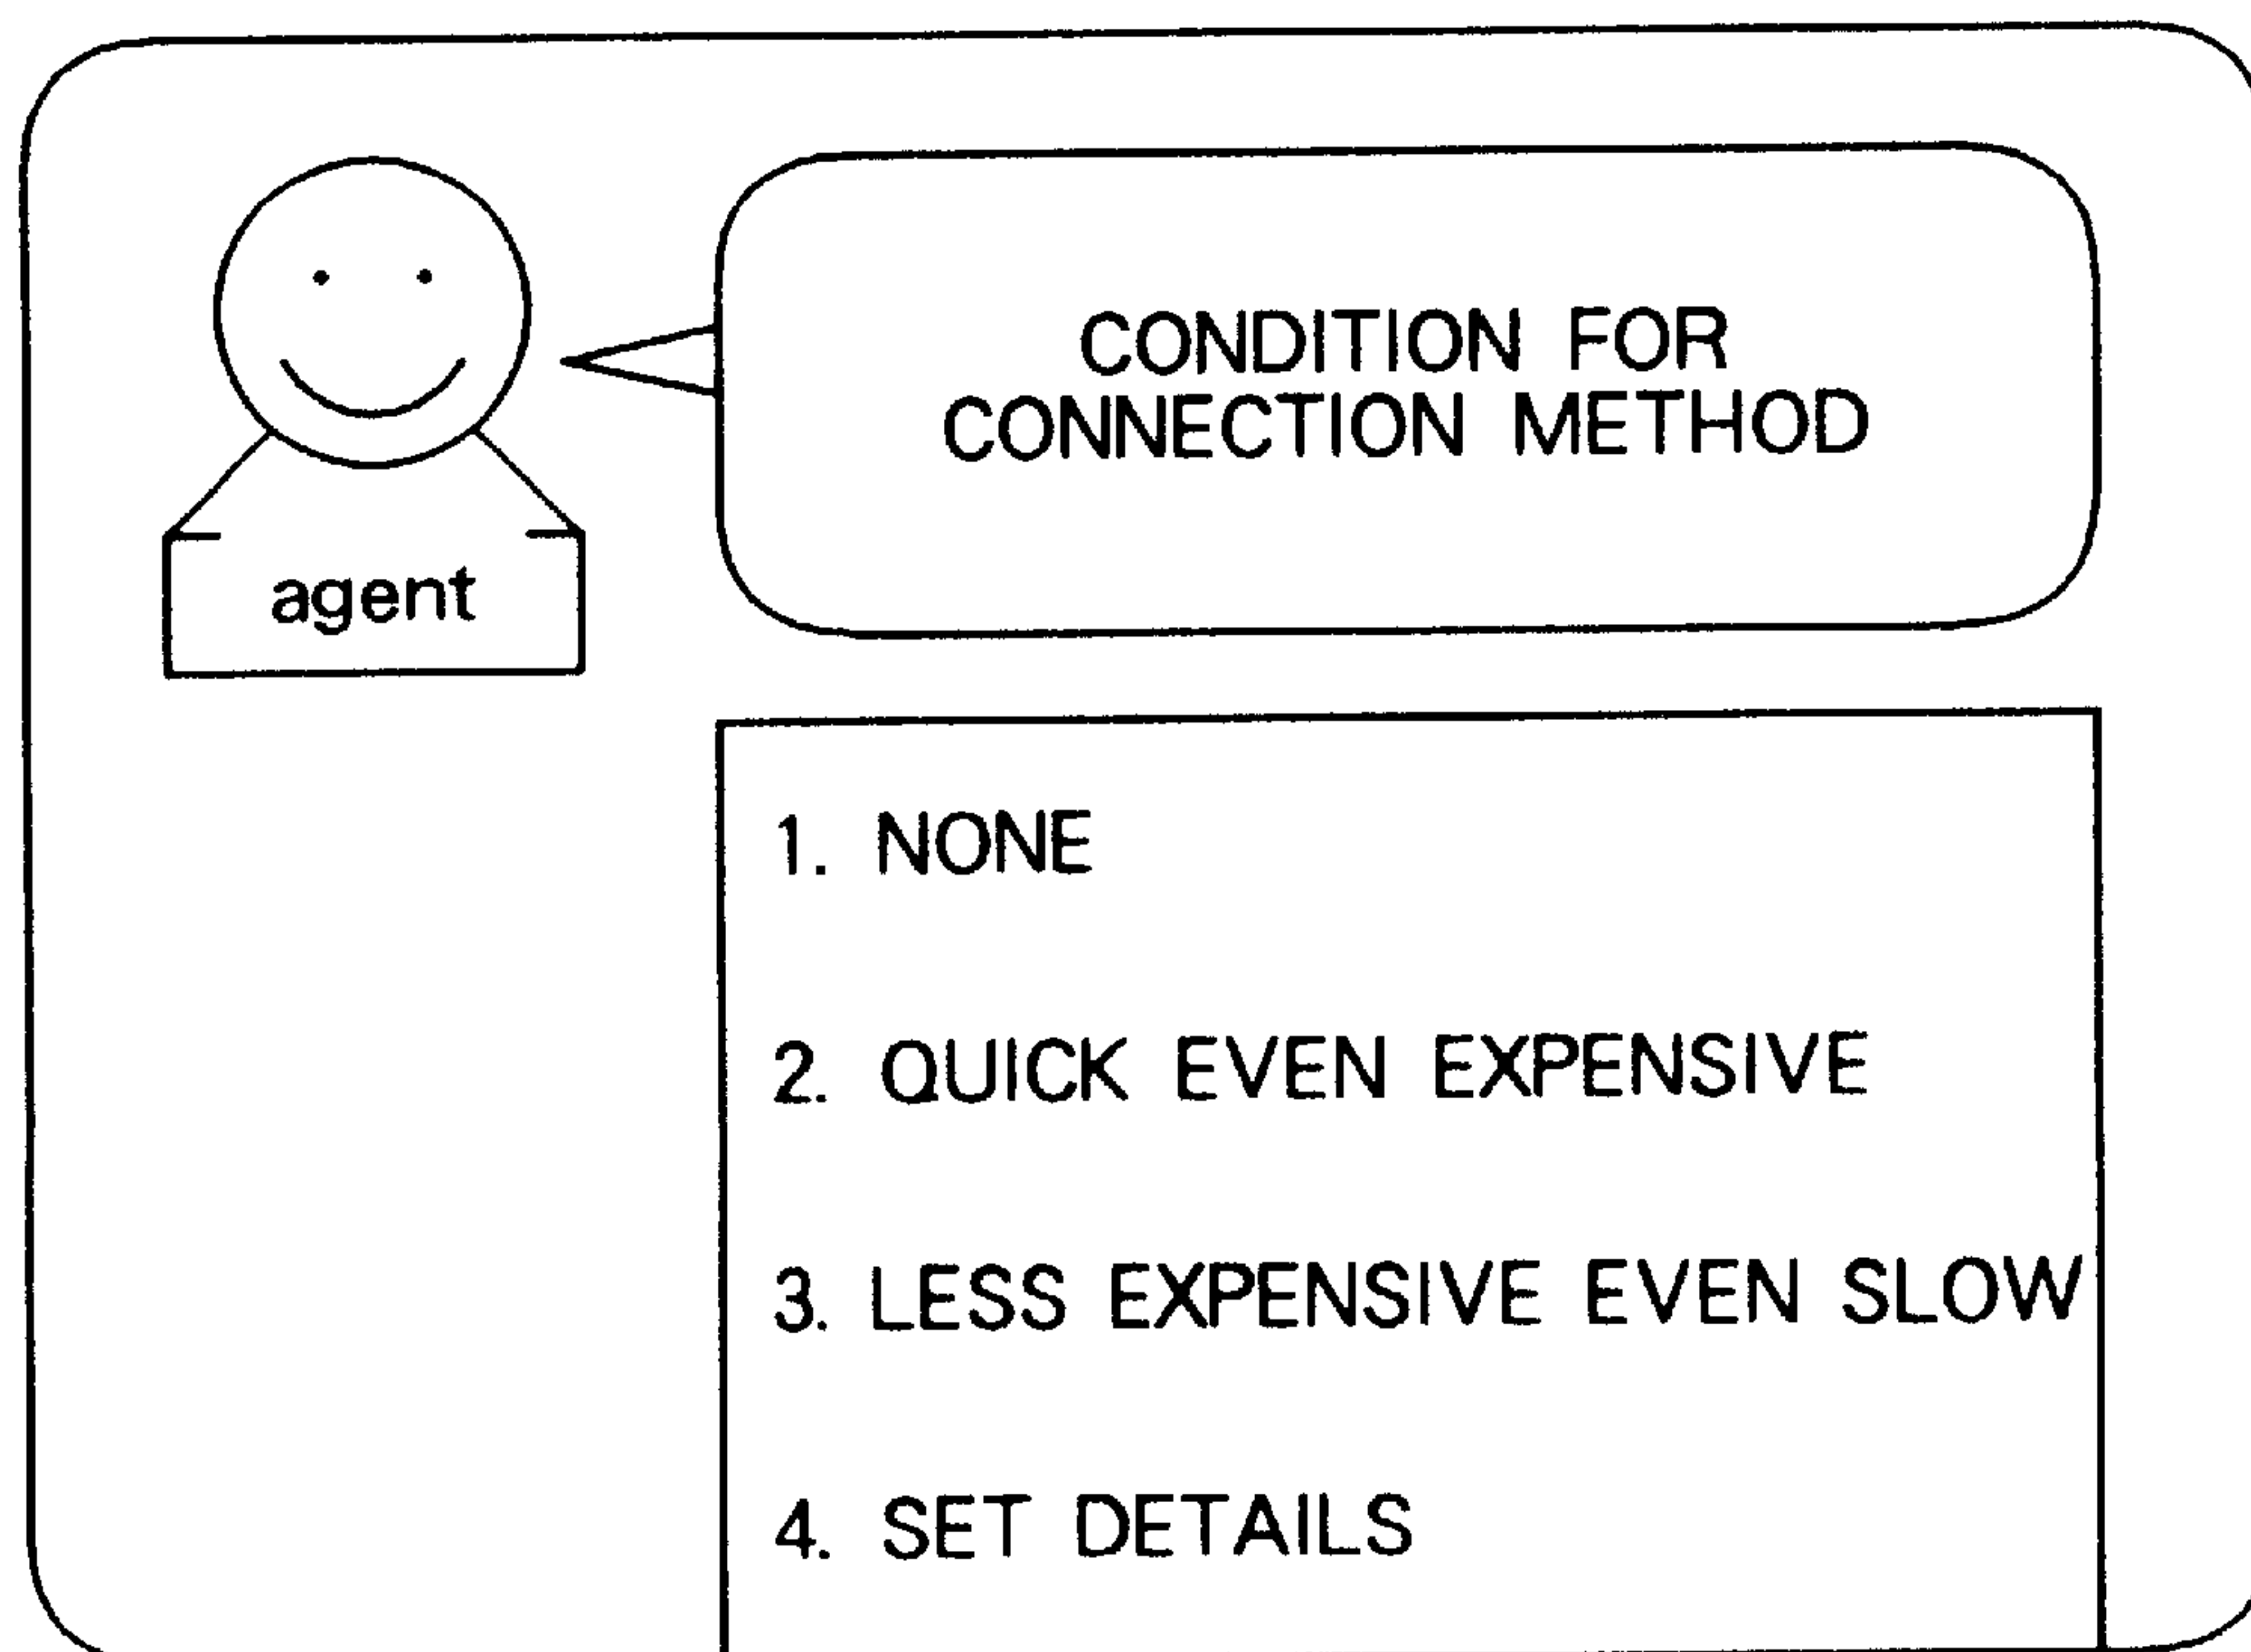 CONDITION FOR
CONNECTION METHOD
agent
1. NONE
2. QUICK EVEN EXPENSIVE
3. LESS EXPENSIVE EVEN SLOW
4. SET DETAILS